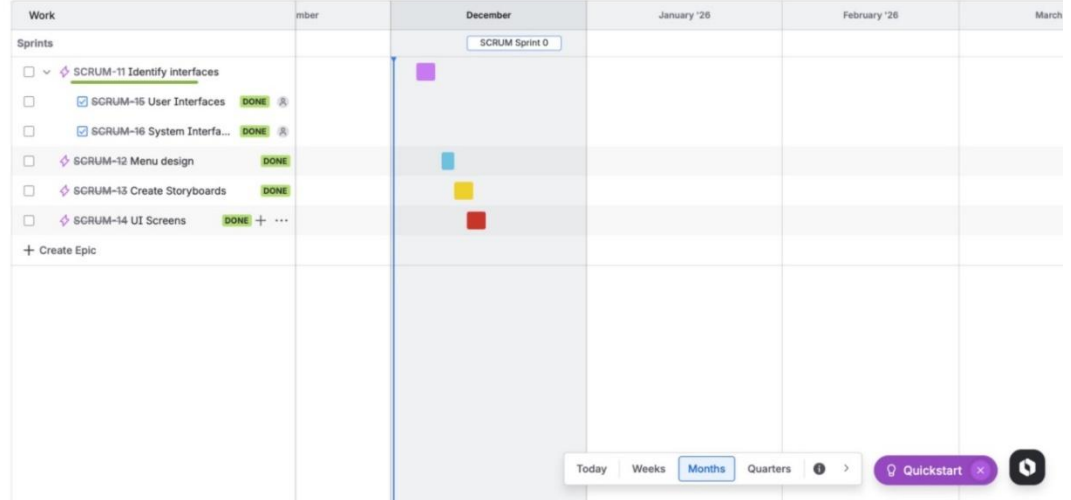 Work
mber
December
January '26
February '26
March
Sprints
SCRUM Sprint 0
SCRUM-11 Identify interfaces
SCRUM-15 User Interfaces DONE
SCRUM-16 System Interfa... DONE
SCRUM-12 Menu design DONE
SCRUM-13 Create Storyboards DONE
SCRUM-14 UI Screens DONE
+ Create Epic
Today Weeks Months Quarters
Quickstart